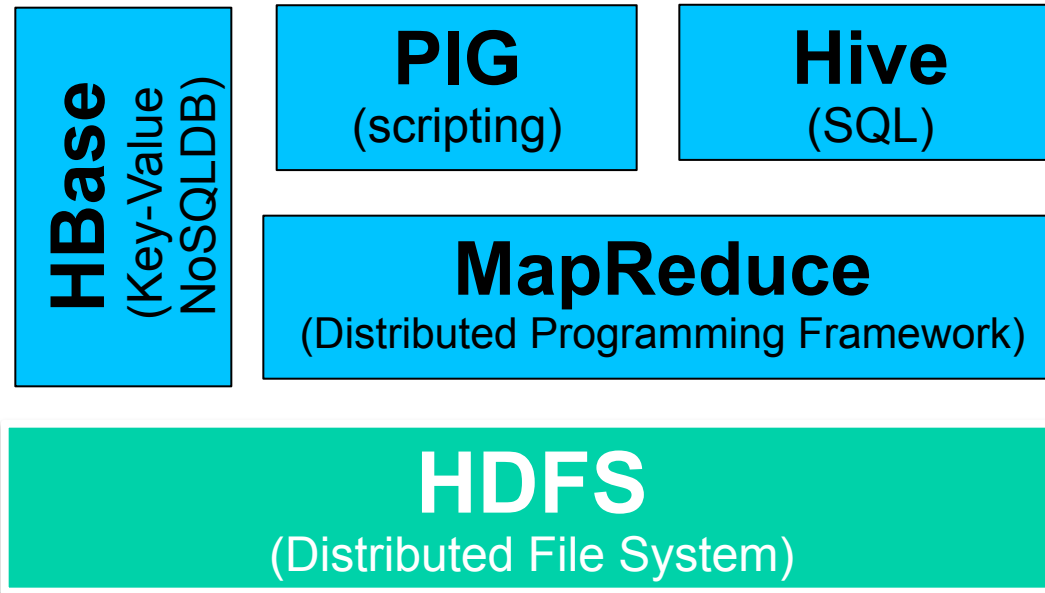 HBase
(Key-Value
NoSQLDB)
PIG
(scripting)
Hive
(SQL)
MapReduce
(Distributed Programming Framework)
HDFS
(Distributed File System)